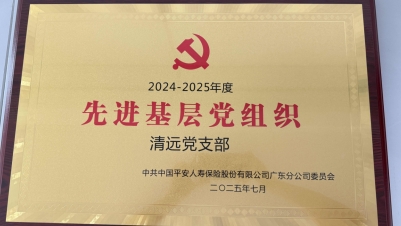 2024-2025年度
先进基层党组织
清远党支部
中共中国平安人寿保险股份有限公司广东分公司委员会
二〇二五年七月